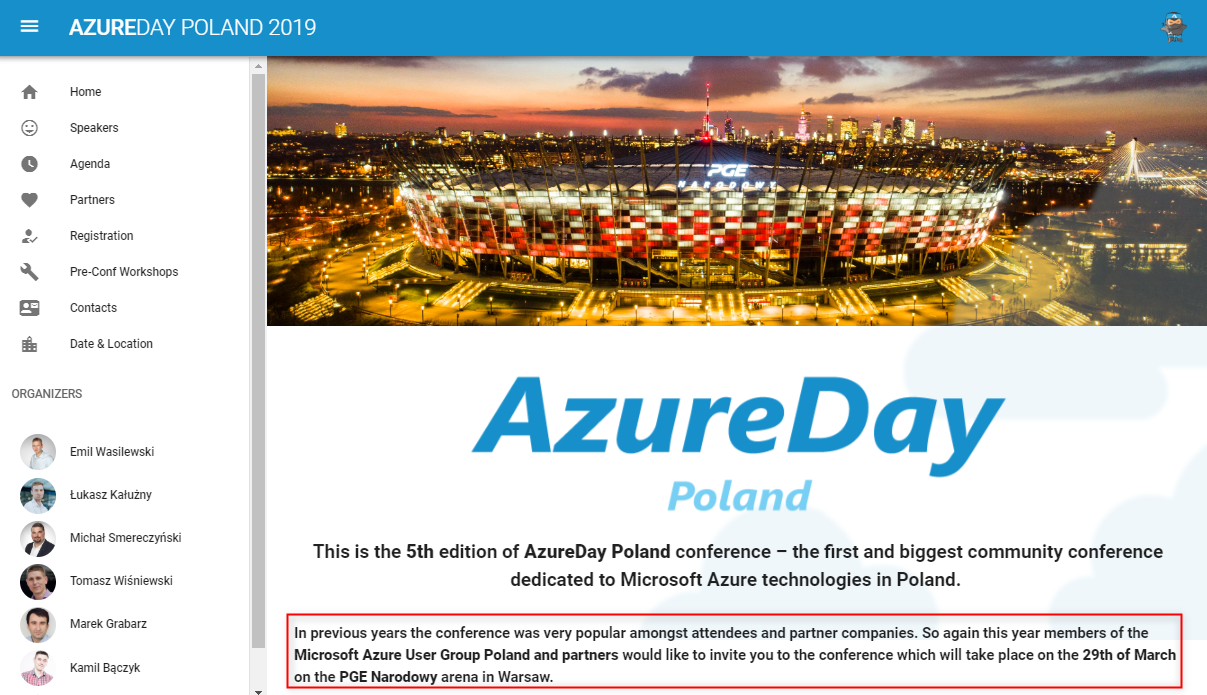 AZUREDAY POLAND 2019
Home
Speakers
Agenda
Partners
Registration
Pre-Conf Workshops
Contacts
Date & Location
ORGANIZERS
Emil Wasilewski
Łukasz Kałużny
Michał Smereczyński
Tomasz Wiśniewski
Marek Grabarz
Kamil Bączyk
PGE
NARODOWY
AzureDay
Poland
This is the 5th edition of AzureDay Poland conference – the first and biggest community conference
dedicated to Microsoft Azure technologies in Poland.
In previous years the conference was very popular amongst attendees and partner companies. So again this year members of the
Microsoft Azure User Group Poland and partners would like to invite you to the conference which will take place on the 29th of March
on the PGE Narodowy arena in Warsaw.